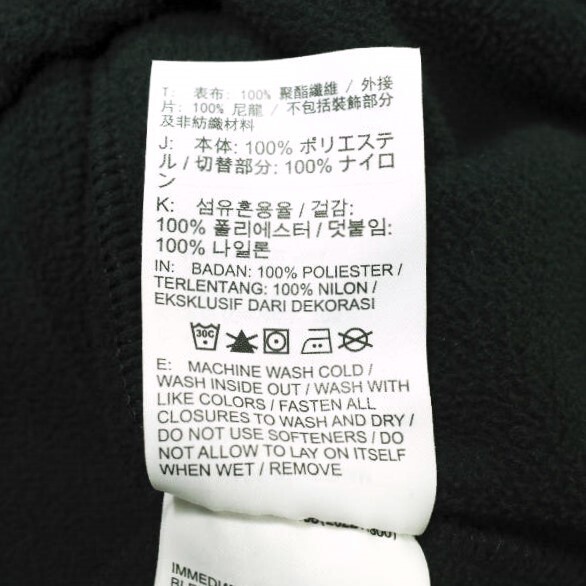 T: 表布: 100% 聚酯纖維 / 外接
片: 100% 尼龍 / 不包括裝飾部分
及非紡織材料
J: 本体: 100% ポリエステ
ル / 切替部分: 100% ナイロ
ン
K: 섬유혼용율 / 겉감:
100% 폴리에스터 / 덧붙임:
100% 나일론
IN: BADAN: 100% POLIESTER /
TERLENTANG: 100% NILON /
EKSKLUSIF DARI DEKORASI
30C
E: MACHINE WASH COLD /
WASH INSIDE OUT / WASH WITH
LIKE COLORS / FASTEN ALL
CLOSURES TO WASH AND DRY /
DO NOT USE SOFTENERS / DO
NOT ALLOW TO LAY ON ITSELF
WHEN WET / REMOVE